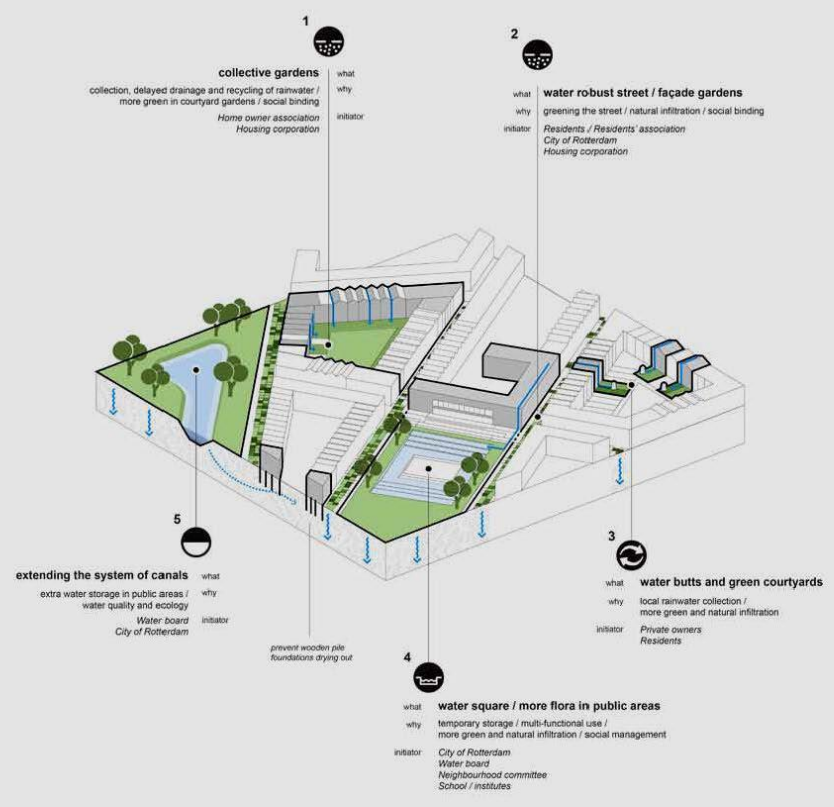 1
collective gardens what
collection, delayed drainage and recycling of rainwater / why
more green in courtyard gardens / social binding
Home owner association initiator
Housing corporation
2
what water robust street / façade gardens
why greening the street / natural infiltration / social binding
initiator Residents / Residents' association
City of Rotterdam
Housing corporation
5
extending the system of canals what
extra water storage in public areas / why
water quality and ecology
Water board initiator
City of Rotterdam
prevent wooden pile
foundations drying out
3
what water butts and green courtyards
why local rainwater collection /
more green and natural infiltration
initiator Private owners
Residents
4
what water square / more flora in public areas
why temporary storage / multi-functional use /
more green and natural infiltration / social management
initiator City of Rotterdam
Water board
Neighbourhood committee
School / institutes